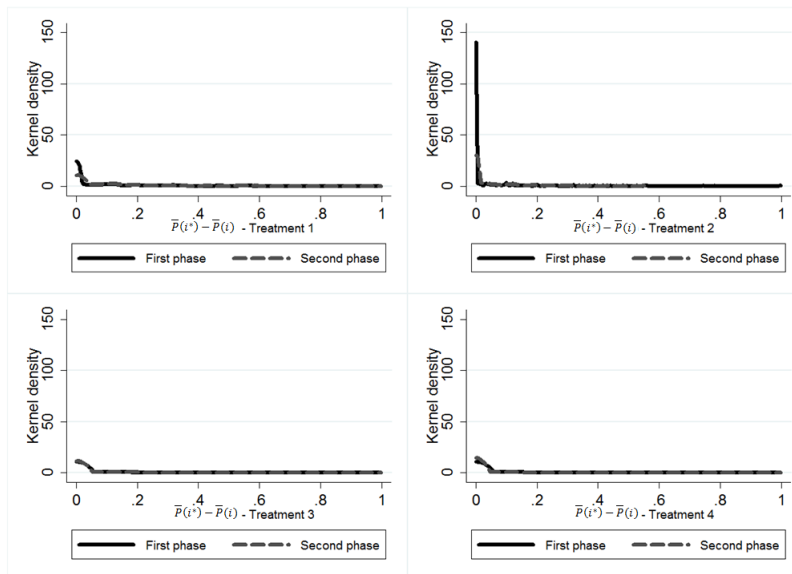 Kernel density
0 50 100 150
0 .2 .4 .6 .8 1
P̅(i*) − P̅(i) - Treatment 1
First phase Second phase
Kernel density
0 50 100 150
0 .2 .4 .6 .8 1
P̅(i*) − P̅(i) - Treatment 2
First phase Second phase
Kernel density
0 50 100 150
0 .2 .4 .6 .8 1
P̅(i*) − P̅(i) - Treatment 3
First phase Second phase
Kernel density
0 50 100 150
0 .2 .4 .6 .8 1
P̅(i*) − P̅(i) - Treatment 4
First phase Second phase